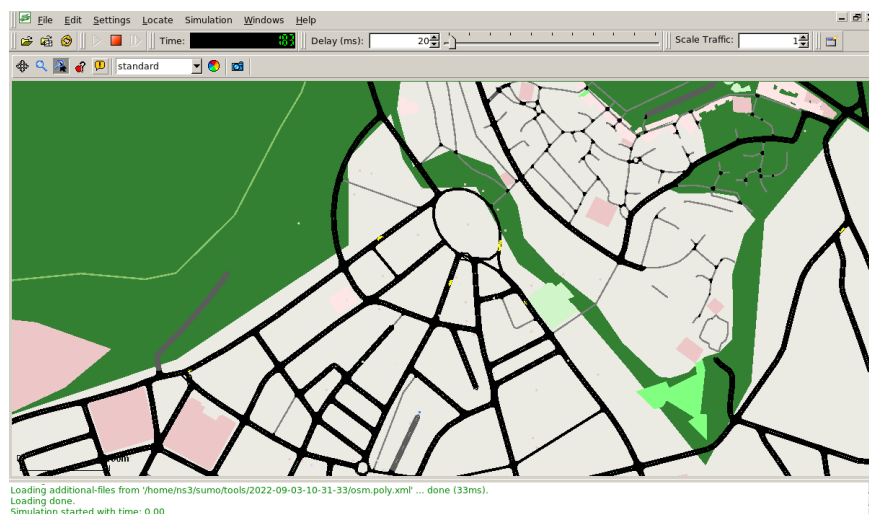 File Edit Settings Locate Simulation Windows Help
Time: 103 Delay (ms): 20 Scale Traffic: 1
standard
Loading additional-files from '/home/ns3/sumo/tools/2022-09-03-10-31-33/osm.poly.xml' ... done (33ms).
Loading done.
Simulation started with time: 0.00